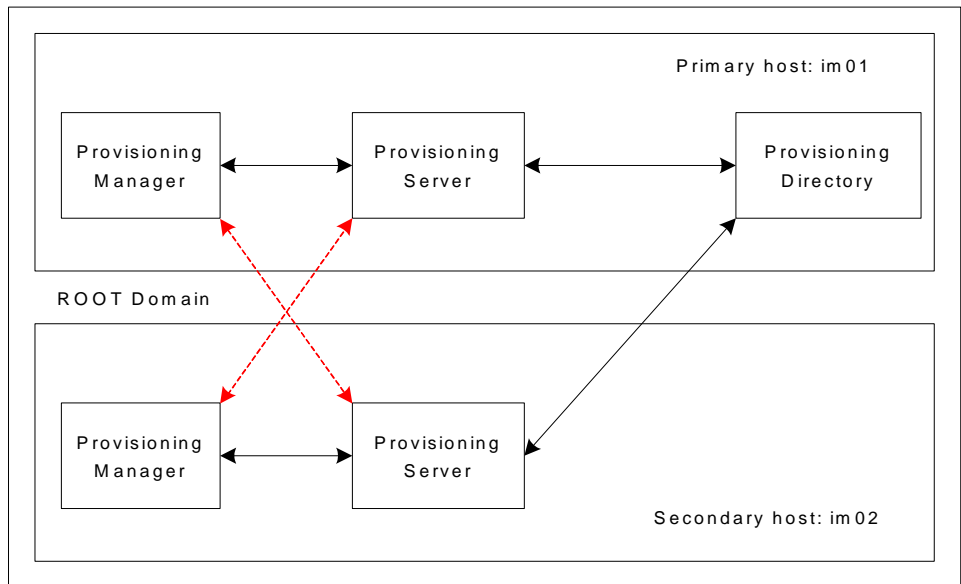 Primary host: im01
Provisioning
Manager
Provisioning
Server
Provisioning
Directory
ROOT Domain
Provisioning
Manager
Provisioning
Server
Secondary host: im02